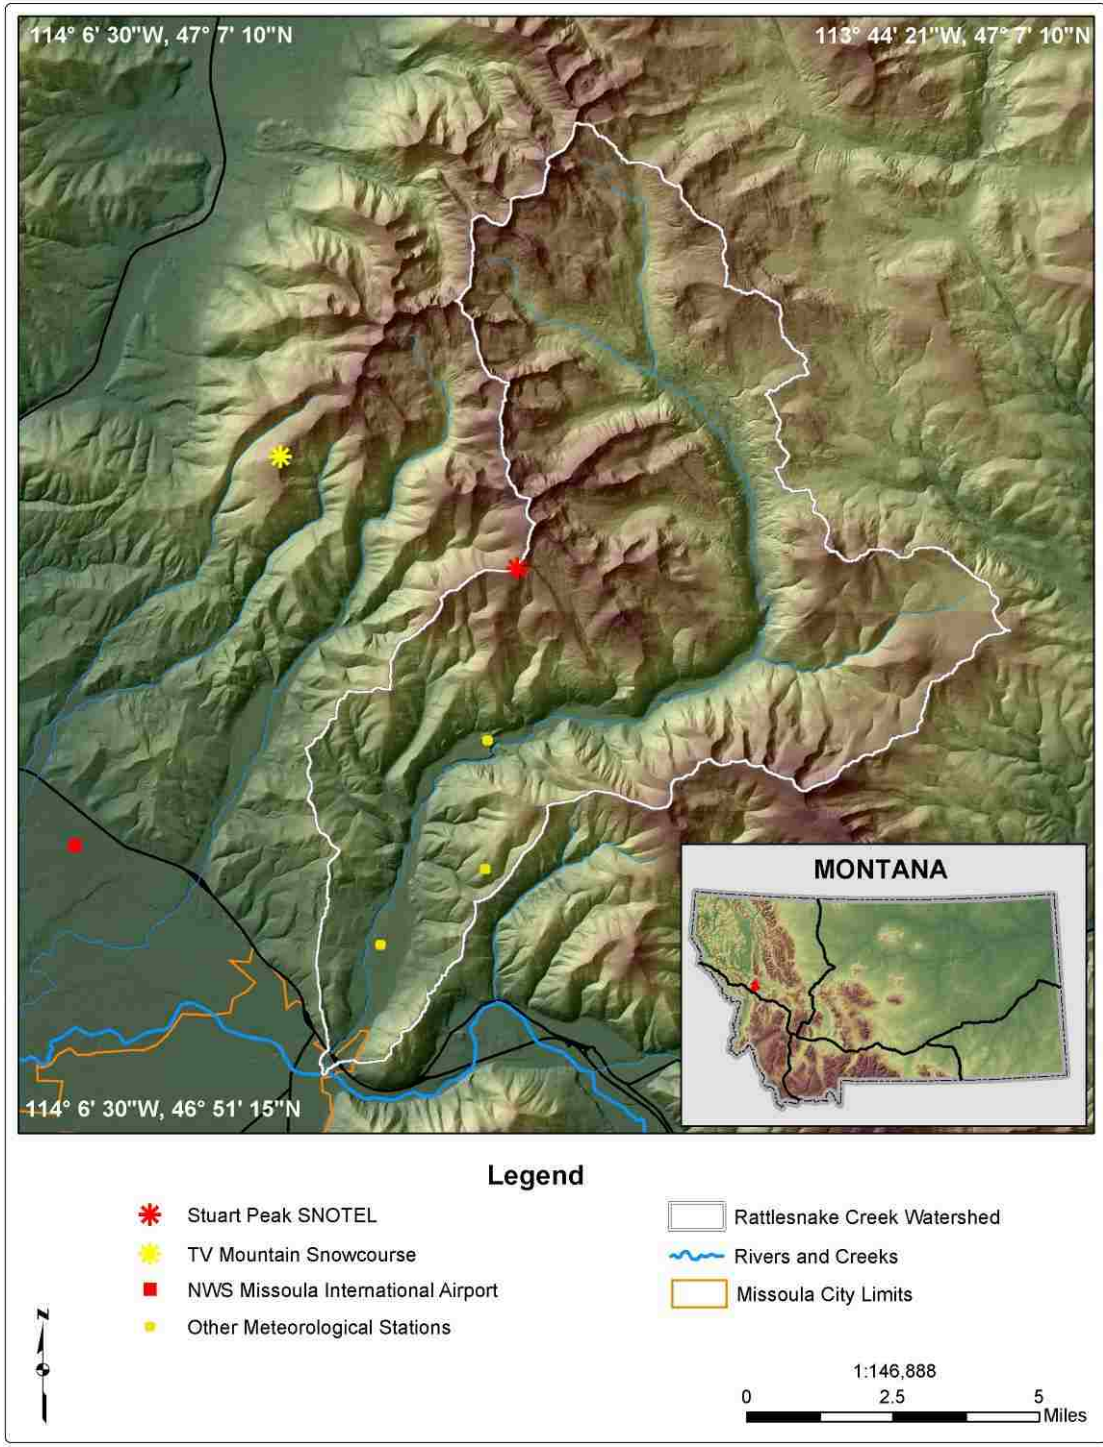 114° 6' 30"W, 47° 7' 10"N
113° 44' 21"W, 47° 7' 10"N
MONTANA
114° 6' 30"W, 46° 51' 15"N
Legend
Stuart Peak SNOTEL
TV Mountain Snowcourse
NWS Missoula International Airport
Other Meteorological Stations
Rattlesnake Creek Watershed
Rivers and Creeks
Missoula City Limits
N
1:146,888
0 2.5 5
Miles